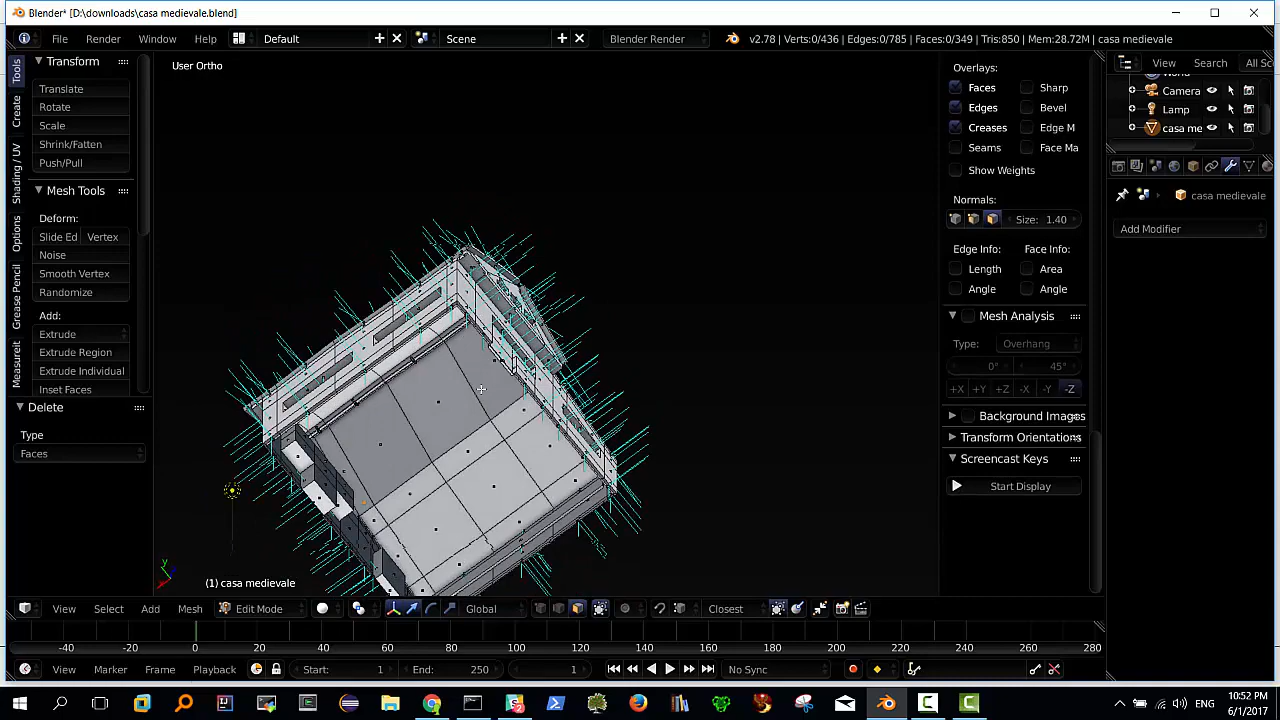 Blender* [D:\downloads\casa medievale.blend]
File Render Window Help Default Scene Blender Render v2.78 | Verts:0/436 | Edges:0/785 | Faces:0/349 | Tris:850 | Mem:28.72M | casa medievale
Tools
Create
Shading / UV
Options
Grease Pencil
Measureit
Transform
Translate
Rotate
Scale
Shrink/Fatten
Push/Pull
Mesh Tools
Deform:
Slide Ed Vertex
Noise
Smooth Vertex
Randomize
Add:
Extrude
Extrude Region
Extrude Individual
Inset Faces
Delete
Type
Faces
User Ortho
y
(1) casa medievale
Overlays:
Faces Sharp
Edges Bevel
Creases Edge M
Seams Face Ma
Show Weights
Normals:
Size: 1.40
Edge Info: Face Info:
Length Area
Angle Angle
Mesh Analysis
Type: Overhang
0° 45°
+X +Y +Z -X -Y -Z
Background Images
Transform Orientations
Screencast Keys
Start Display
View Search All Sc
World
Camera
Lamp
casa me
casa medievale
Add Modifier
View Select Add Mesh Edit Mode Global Closest
-40 -20 0 20 40 60 80 100 120 140 160 180 200 220 240 260 280
View Marker Frame Playback Start: 1 End: 250 1 No Sync
ENG
10:52 PM
6/1/2017